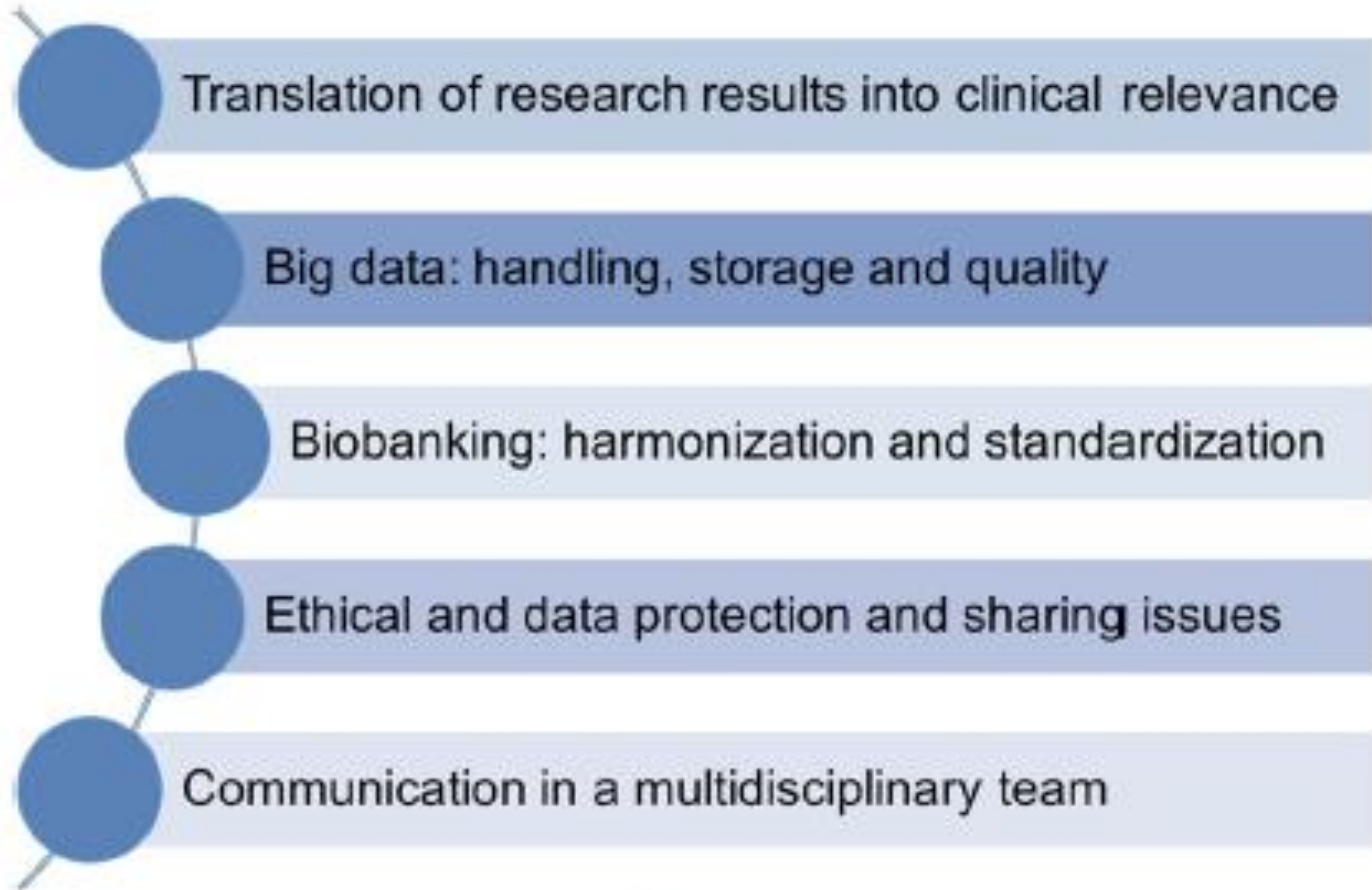 Translation of research results into clinical relevance
Big data: handling, storage and quality
Biobanking: harmonization and standardization
Ethical and data protection and sharing issues
Communication in a multidisciplinary team